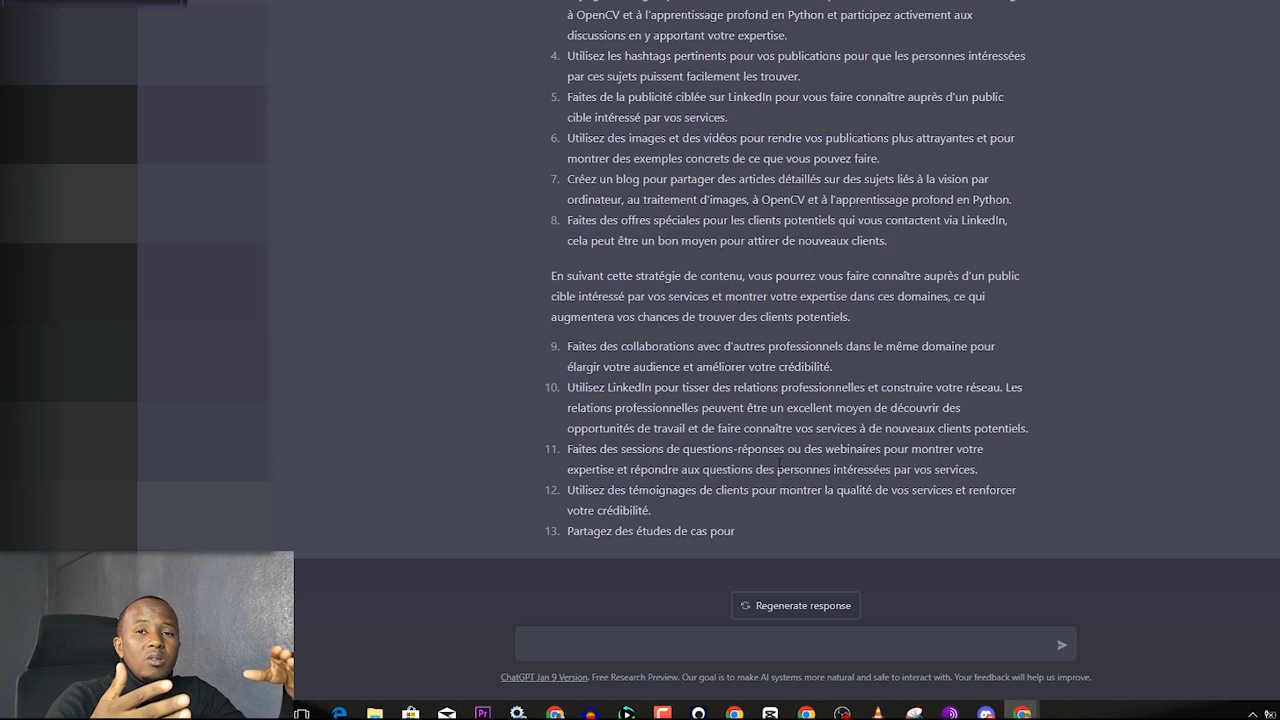 à OpenCV et à l'apprentissage profond en Python et participez activement aux
discussions en y apportant votre expertise.
4. Utilisez les hashtags pertinents pour vos publications pour que les personnes intéressées
par ces sujets puissent facilement les trouver.
5. Faites de la publicité ciblée sur LinkedIn pour vous faire connaître auprès d'un public
cible intéressé par vos services.
6. Utilisez des images et des vidéos pour rendre vos publications plus attrayantes et pour
montrer des exemples concrets de ce que vous pouvez faire.
7. Créez un blog pour partager des articles détaillés sur des sujets liés à la vision par
ordinateur, au traitement d'images, à OpenCV et à l'apprentissage profond en Python.
8. Faites des offres spéciales pour les clients potentiels qui vous contactent via LinkedIn,
cela peut être un bon moyen pour attirer de nouveaux clients.
En suivant cette stratégie de contenu, vous pourrez vous faire connaître auprès d'un public
cible intéressé par vos services et montrer votre expertise dans ces domaines, ce qui
augmentera vos chances de trouver des clients potentiels.
9. Faites des collaborations avec d'autres professionnels dans le même domaine pour
élargir votre audience et améliorer votre crédibilité.
10. Utilisez LinkedIn pour tisser des relations professionnelles et construire votre réseau. Les
relations professionnelles peuvent être un excellent moyen de découvrir des
opportunités de travail et de faire connaître vos services à de nouveaux clients potentiels.
11. Faites des sessions de questions-réponses ou des webinaires pour montrer votre
expertise et répondre aux questions des personnes intéressées par vos services.
12. Utilisez des témoignages de clients pour montrer la qualité de vos services et renforcer
votre crédibilité.
13. Partagez des études de cas pour
Regenerate response
ChatGPT Jan 9 Version. Free Research Preview. Our goal is to make AI systems more natural and safe to interact with. Your feedback will help us improve.
Pr